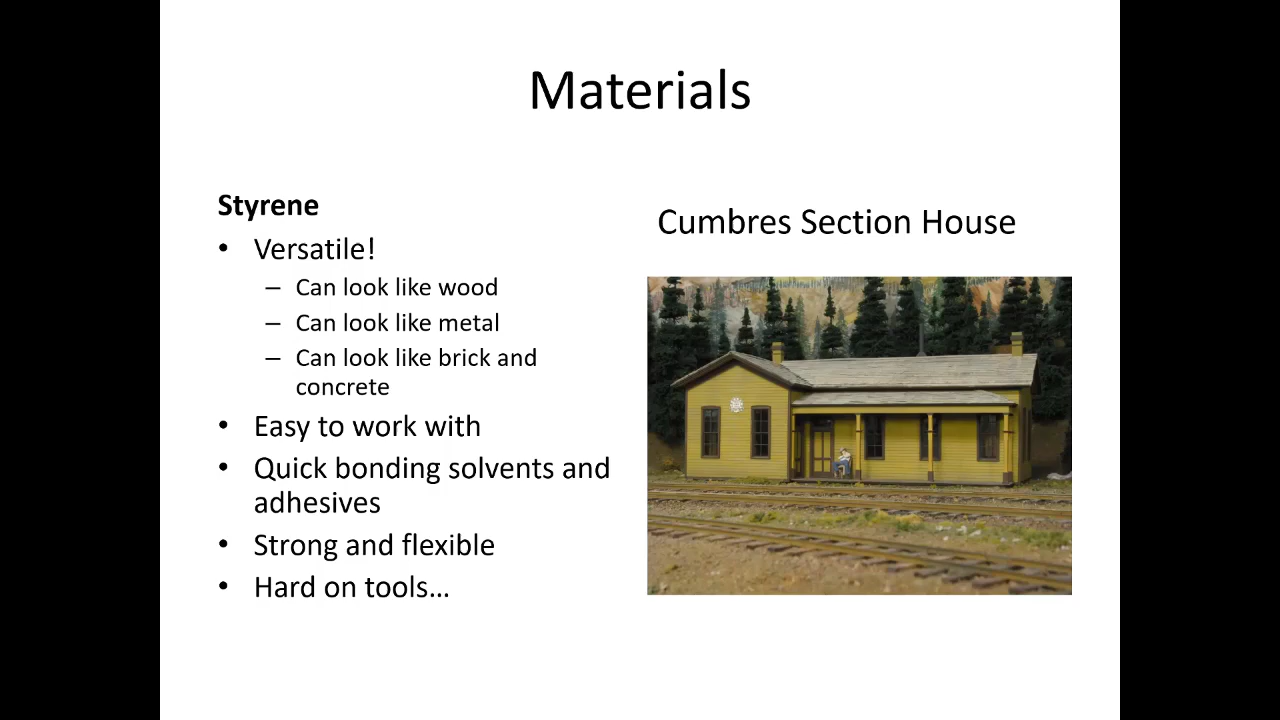 Materials
Styrene
• Versatile!
– Can look like wood
– Can look like metal
– Can look like brick and
concrete
• Easy to work with
• Quick bonding solvents and
adhesives
• Strong and flexible
• Hard on tools…
Cumbres Section House